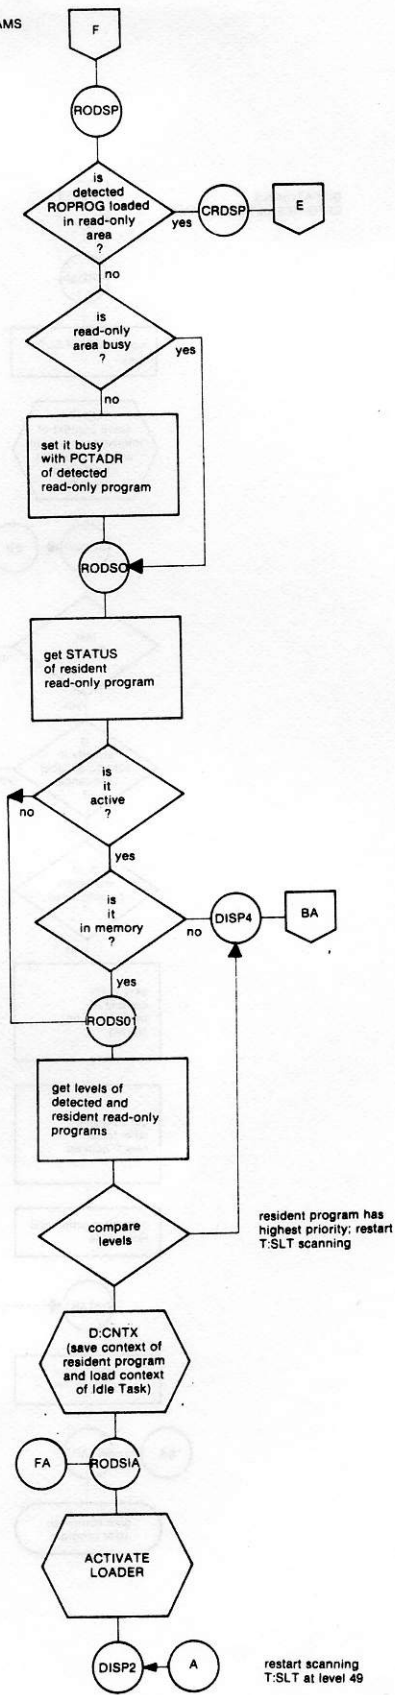 AMS
F
RODSP
is
detected
ROPROG loaded
in read-only
area
?
yes
CRDSP
E
no
is
read-only
area busy
?
yes
no
set it busy
with PCTADR
of detected
read-only program
RODSO
get STATUS
of resident
read-only program
is
it
active
?
no
yes
is
it
in memory
?
no
DISP4
BA
yes
RODS01
get levels of
detected and
resident read-only
programs
compare
levels
resident program has
highest priority; restart
T:SLT scanning
D:CNTX
(save context of
resident program
and load context
of Idle Task)
FA
RODSIA
ACTIVATE
LOADER
DISP2
A
restart scanning
T:SLT at level 49